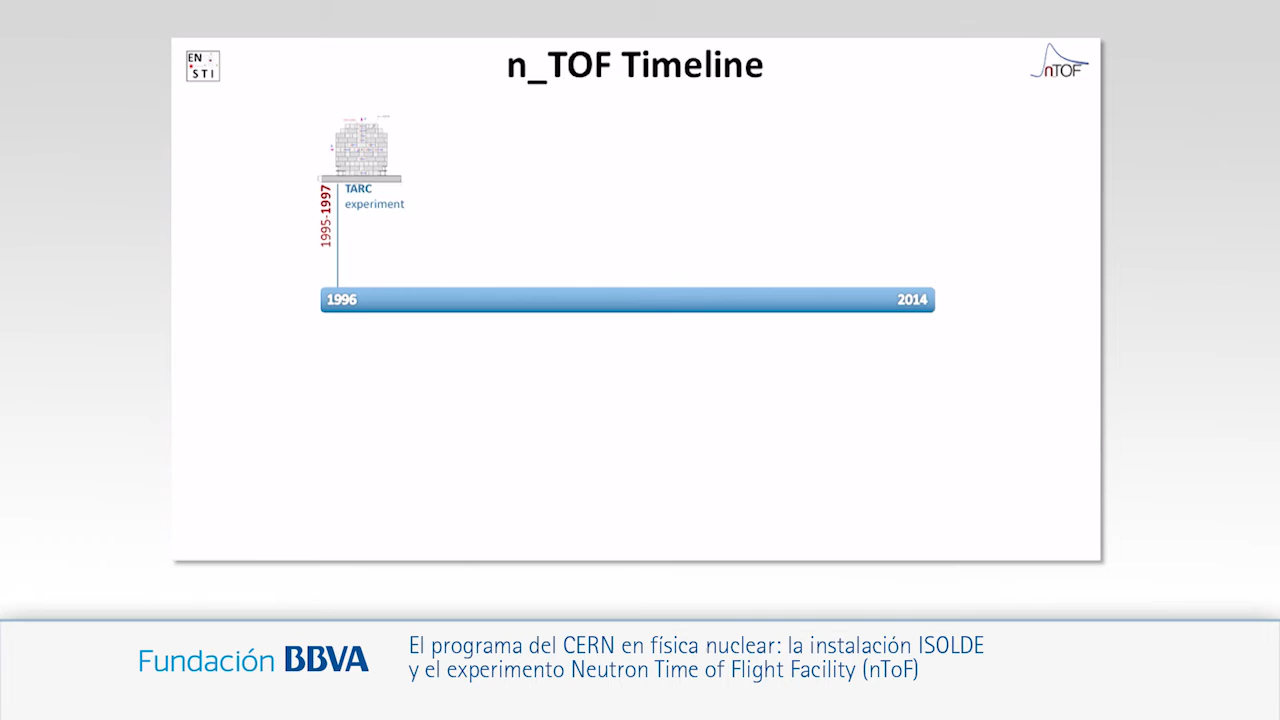 EN
STI
n_TOF Timeline
nTOF
1995-1997
TARC
experiment
1996
2014
Fundación BBVA
El programa del CERN en física nuclear: la instalación ISOLDE
y el experimento Neutron Time of Flight Facility (nToF)